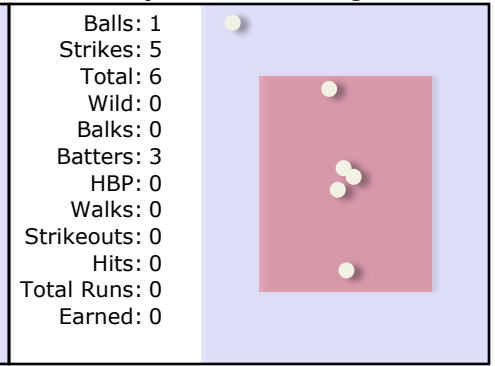 Balls: 1
Strikes: 5
Total: 6
Wild: 0
Balks: 0
Batters: 3
HBP: 0
Walks: 0
Strikeouts: 0
Hits: 0
Total Runs: 0
Earned: 0